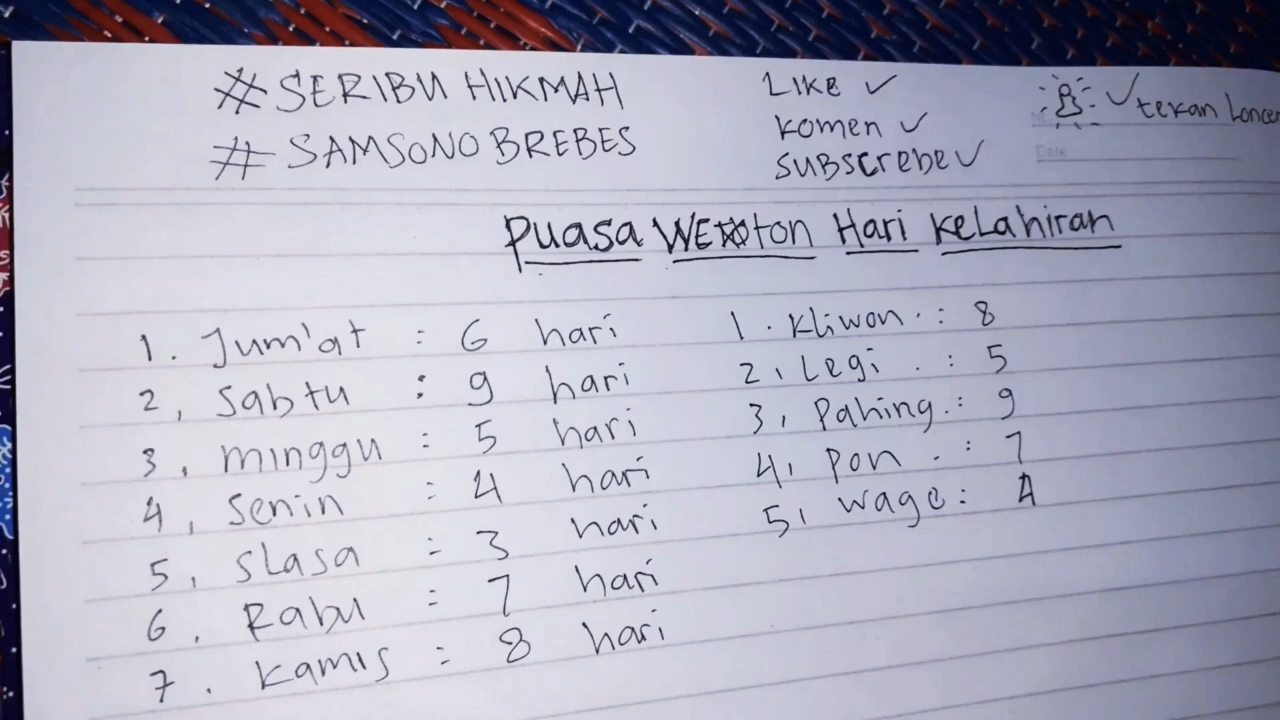 #SERIBU HIKMAH
# SAMSONO BREBES
LIKE ✓
komen ✓
subscrebe ✓
✓ tekan Loncen
Date
Puasa WEton Hari KeLahiran
1. Jum'at : 6 hari
2, Sabtu : 9 hari
3, minggu : 5 hari
4, Senin : 4 hari
5, sLasa : 3 hari
6. Rabu : 7 hari
7. Kamis : 8 hari
1. KLiwon. : 8
2, Legi. : 5
3, Pahing. : 9
4, pon. : 7
5, wage : 4